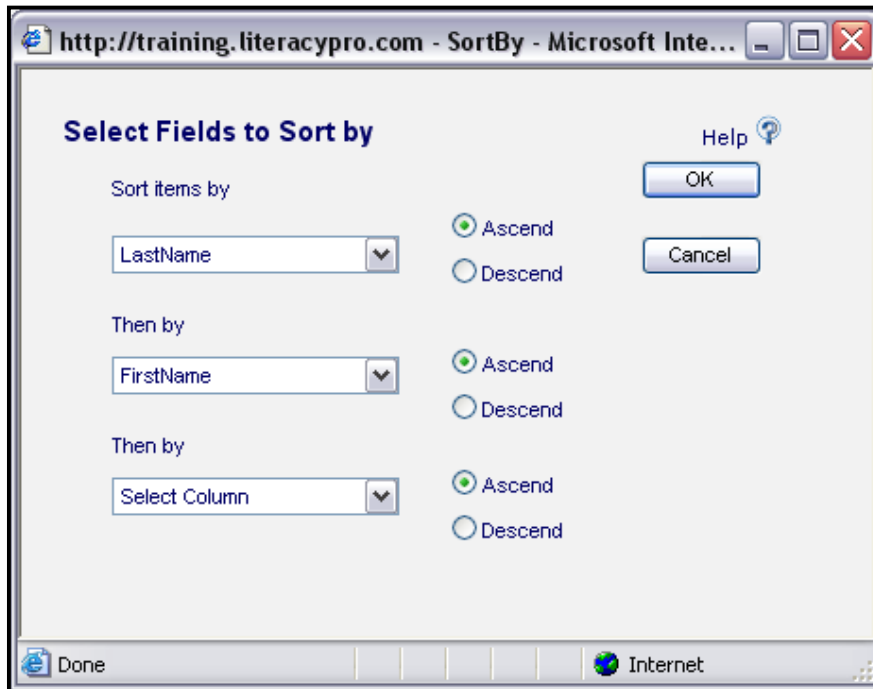 http://training.literacypro.com - SortBy - Microsoft Inte...
Select Fields to Sort by
Help
Sort items by
OK
LastName
Ascend
Descend
Cancel
Then by
FirstName
Ascend
Descend
Then by
Select Column
Ascend
Descend
Done
Internet